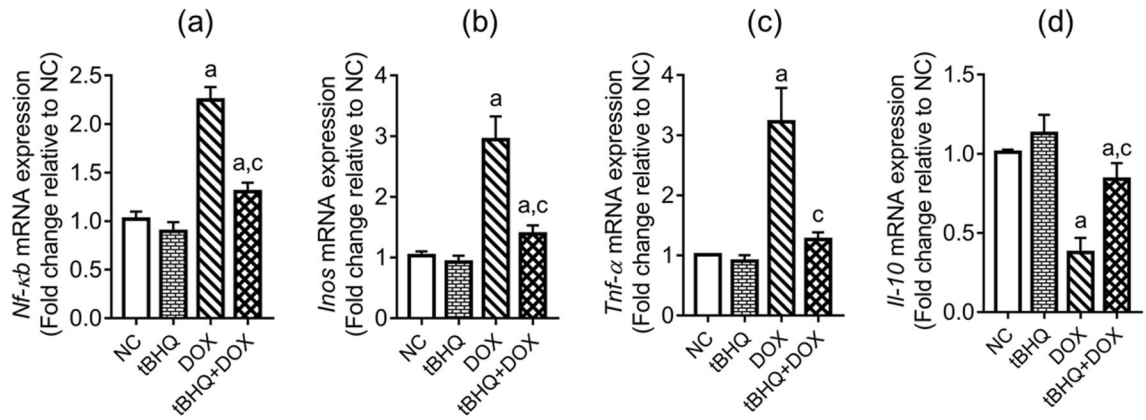 (a)
Nf-κb mRNA expression
(Fold change relative to NC)
2.5
2.0
1.5
1.0
0.5
0.0
a
a,c
NC
tBHQ
DOX
tBHQ+DOX
(b)
Inos mRNA expression
(Fold change relative to NC)
4
3
2
1
0
a
a,c
NC
tBHQ
DOX
tBHQ+DOX
(c)
Tnf-α mRNA expression
(Fold change relative to NC)
4
3
2
1
0
a
c
NC
tBHQ
DOX
tBHQ+DOX
(d)
Il-10 mRNA expression
(Fold change relative to NC)
1.5
1.0
0.5
0.0
a
a,c
NC
tBHQ
DOX
tBHQ+DOX